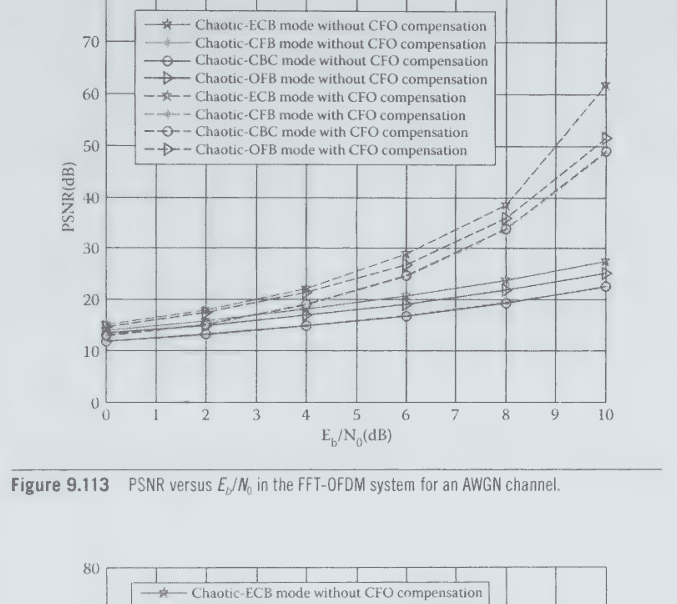 70
60
50
40
30
20
10
0
PSNR(dB)
Chaotic-ECB mode without CFO compensation
Chaotic-CFB mode without CFO compensation
Chaotic-CBC mode without CFO compensation
Chaotic-OFB mode without CFO compensation
Chaotic-ECB mode with CFO compensation
Chaotic-CFB mode with CFO compensation
Chaotic-CBC mode with CFO compensation
Chaotic-OFB mode with CFO compensation
0 1 2 3 4 5 6 7 8 9 10
E_b/N_0(dB)
Figure 9.113 PSNR versus E_b/N_0 in the FFT-OFDM system for an AWGN channel.
80
Chaotic-ECB mode without CFO compensation